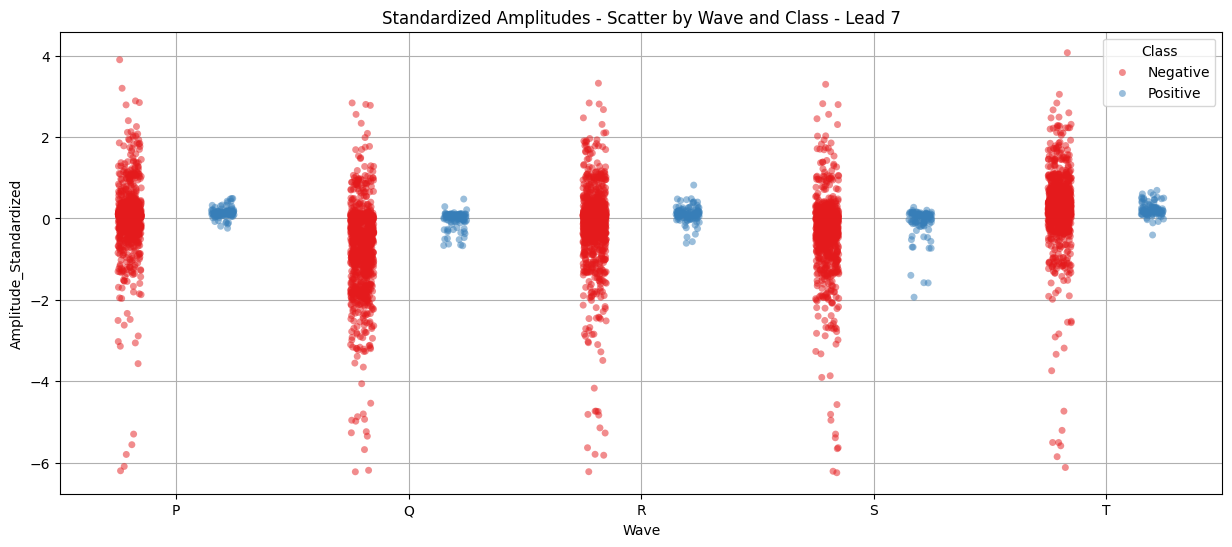 Standardized Amplitudes - Scatter by Wave and Class - Lead 7
Class
Negative
Positive
Amplitude_Standardized
4
2
0
−2
−4
−6
P
Q
R
S
T
Wave